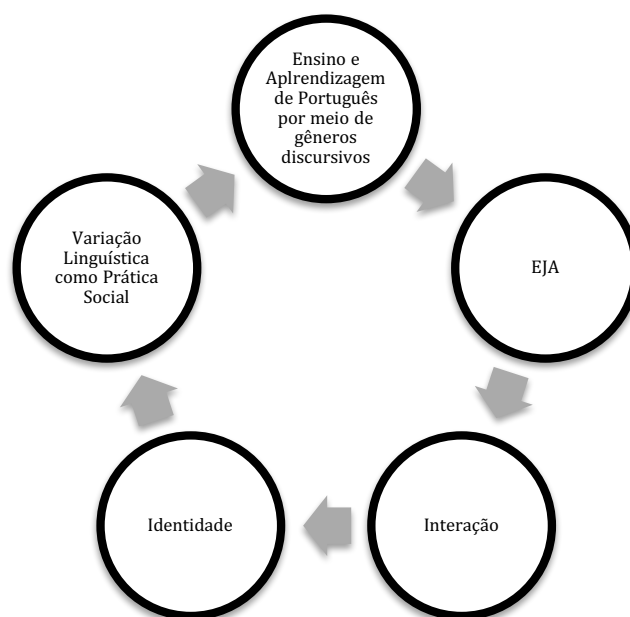 Ensino e
Aplrendizagem
de Português
por meio de
gêneros
discursivos
EJA
Interação
Identidade
Variação
Linguística
como Prática
Social